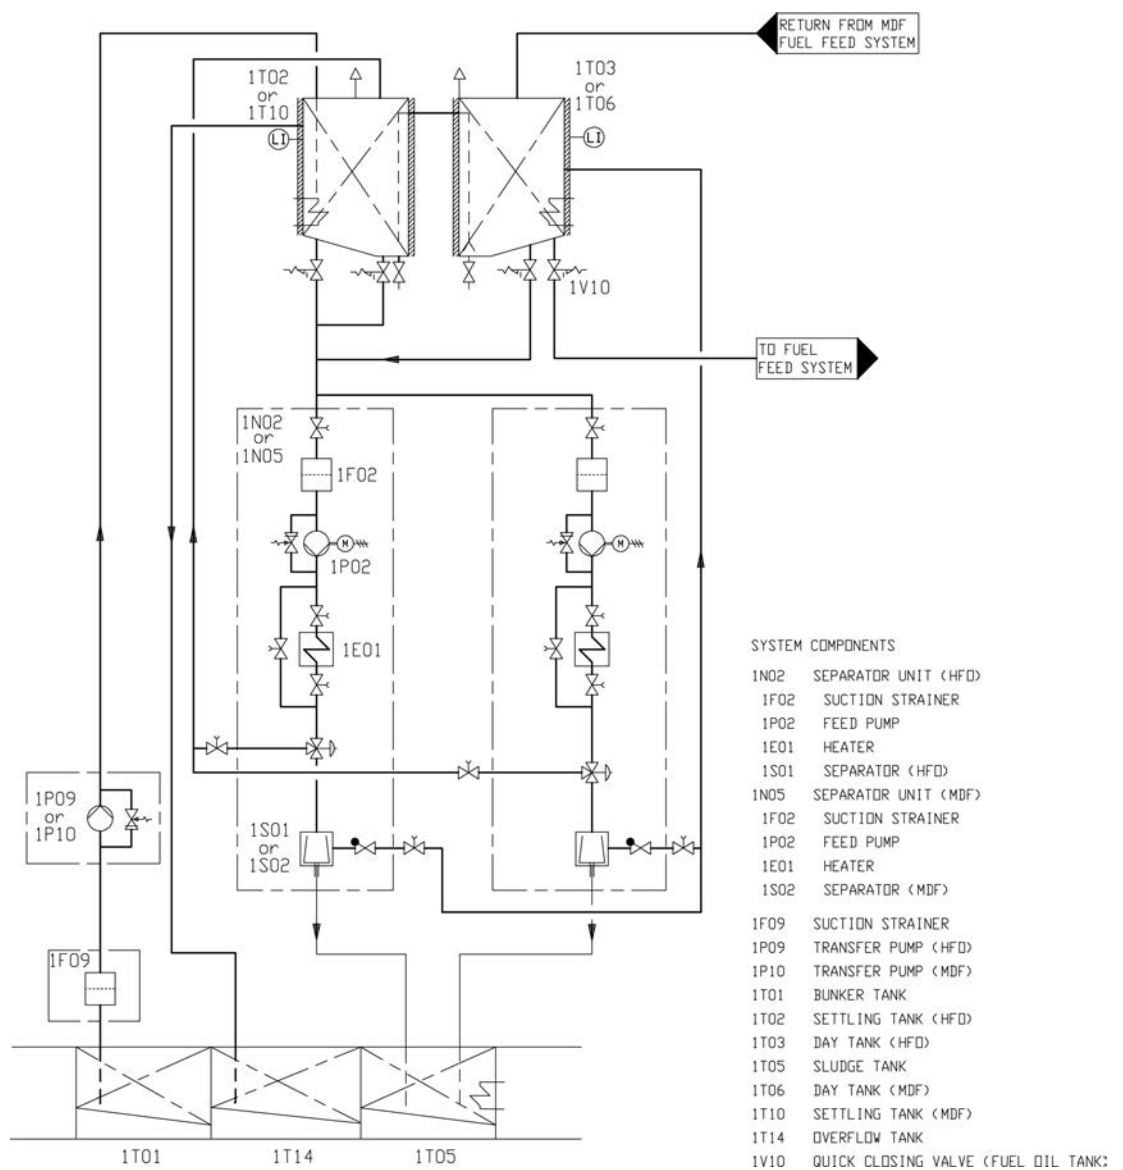 RETURN FROM MDF
FUEL FEED SYSTEM
1T02
or
1T10
1T03
or
1T06
LI
LI
1V10
TO FUEL
FEED SYSTEM
1N02
or
1N05
1F02
M
M
1P02
1E01
1P09
or
1P10
1S01
or
1S02
1F09
1T01
1T14
1T05
SYSTEM COMPONENTS
1N02 SEPARATOR UNIT (HFO)
1F02 SUCTION STRAINER
1P02 FEED PUMP
1E01 HEATER
1S01 SEPARATOR (HFO)
1N05 SEPARATOR UNIT (MDF)
1F02 SUCTION STRAINER
1P02 FEED PUMP
1E01 HEATER
1S02 SEPARATOR (MDF)
1F09 SUCTION STRAINER
1P09 TRANSFER PUMP (HFO)
1P10 TRANSFER PUMP (MDF)
1T01 BUNKER TANK
1T02 SETTLING TANK (HFO)
1T03 DAY TANK (HFO)
1T05 SLUDGE TANK
1T06 DAY TANK (MDF)
1T10 SETTLING TANK (MDF)
1T14 OVERFLOW TANK
1V10 QUICK CLOSING VALVE (FUEL OIL TANK)